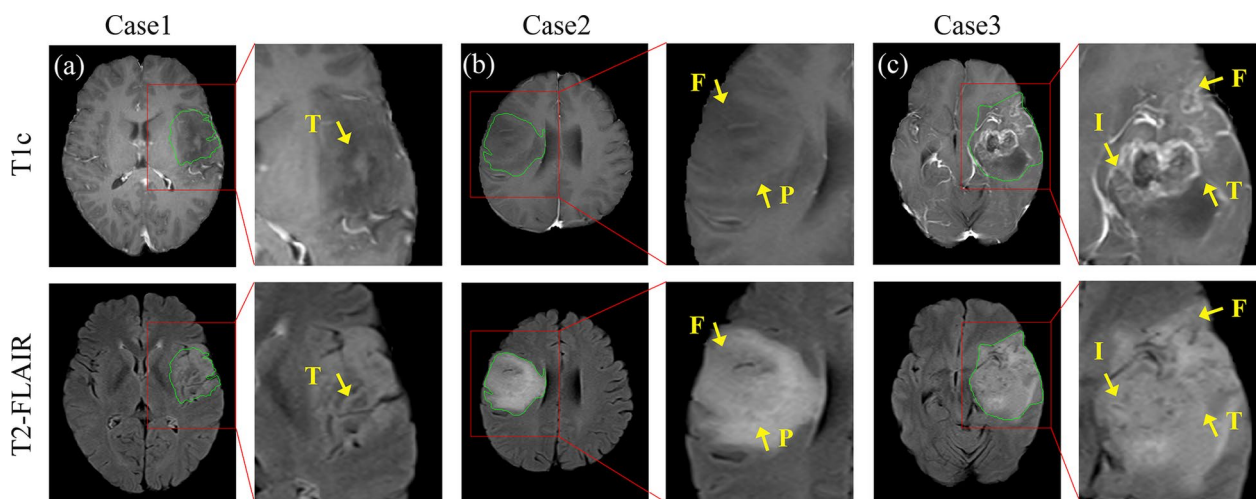 Case1 Case2 Case3
T1c
(a) T
(b) F P
(c) F I T
T2-FLAIR
T
F P
F I T